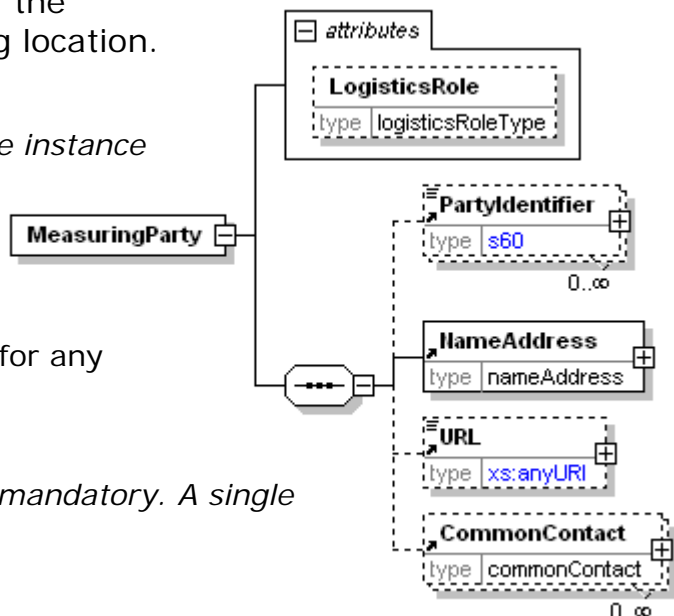 the
g location.
e instance
for any
mandatory. A single
attributes
LogisticsRole
type logisticsRoleType
MeasuringParty
PartyIdentifier
type s60
0..∞
NameAddress
type nameAddress
URL
type xs:anyURI
CommonContact
type commonContact
0..∞